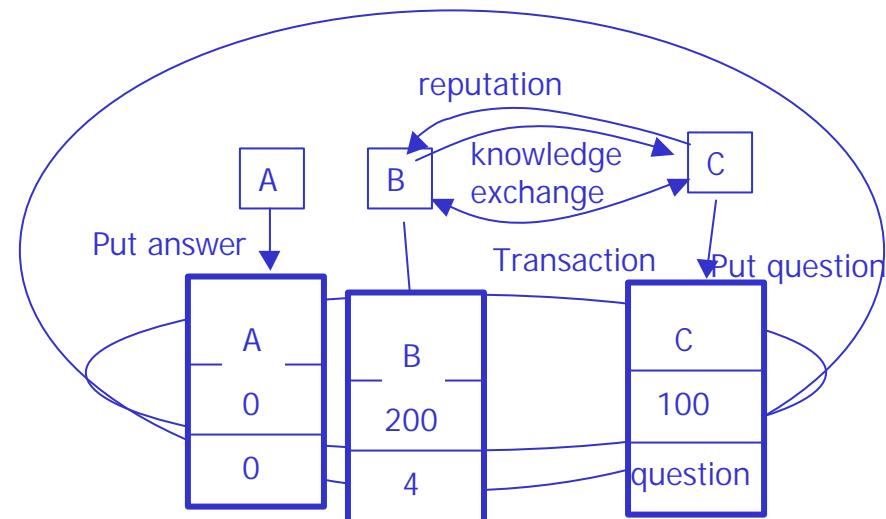 reputation
knowledge
exchange
A
B
C
Put answer
Transaction
Put question
A
B
C
0
200
100
0
4
question